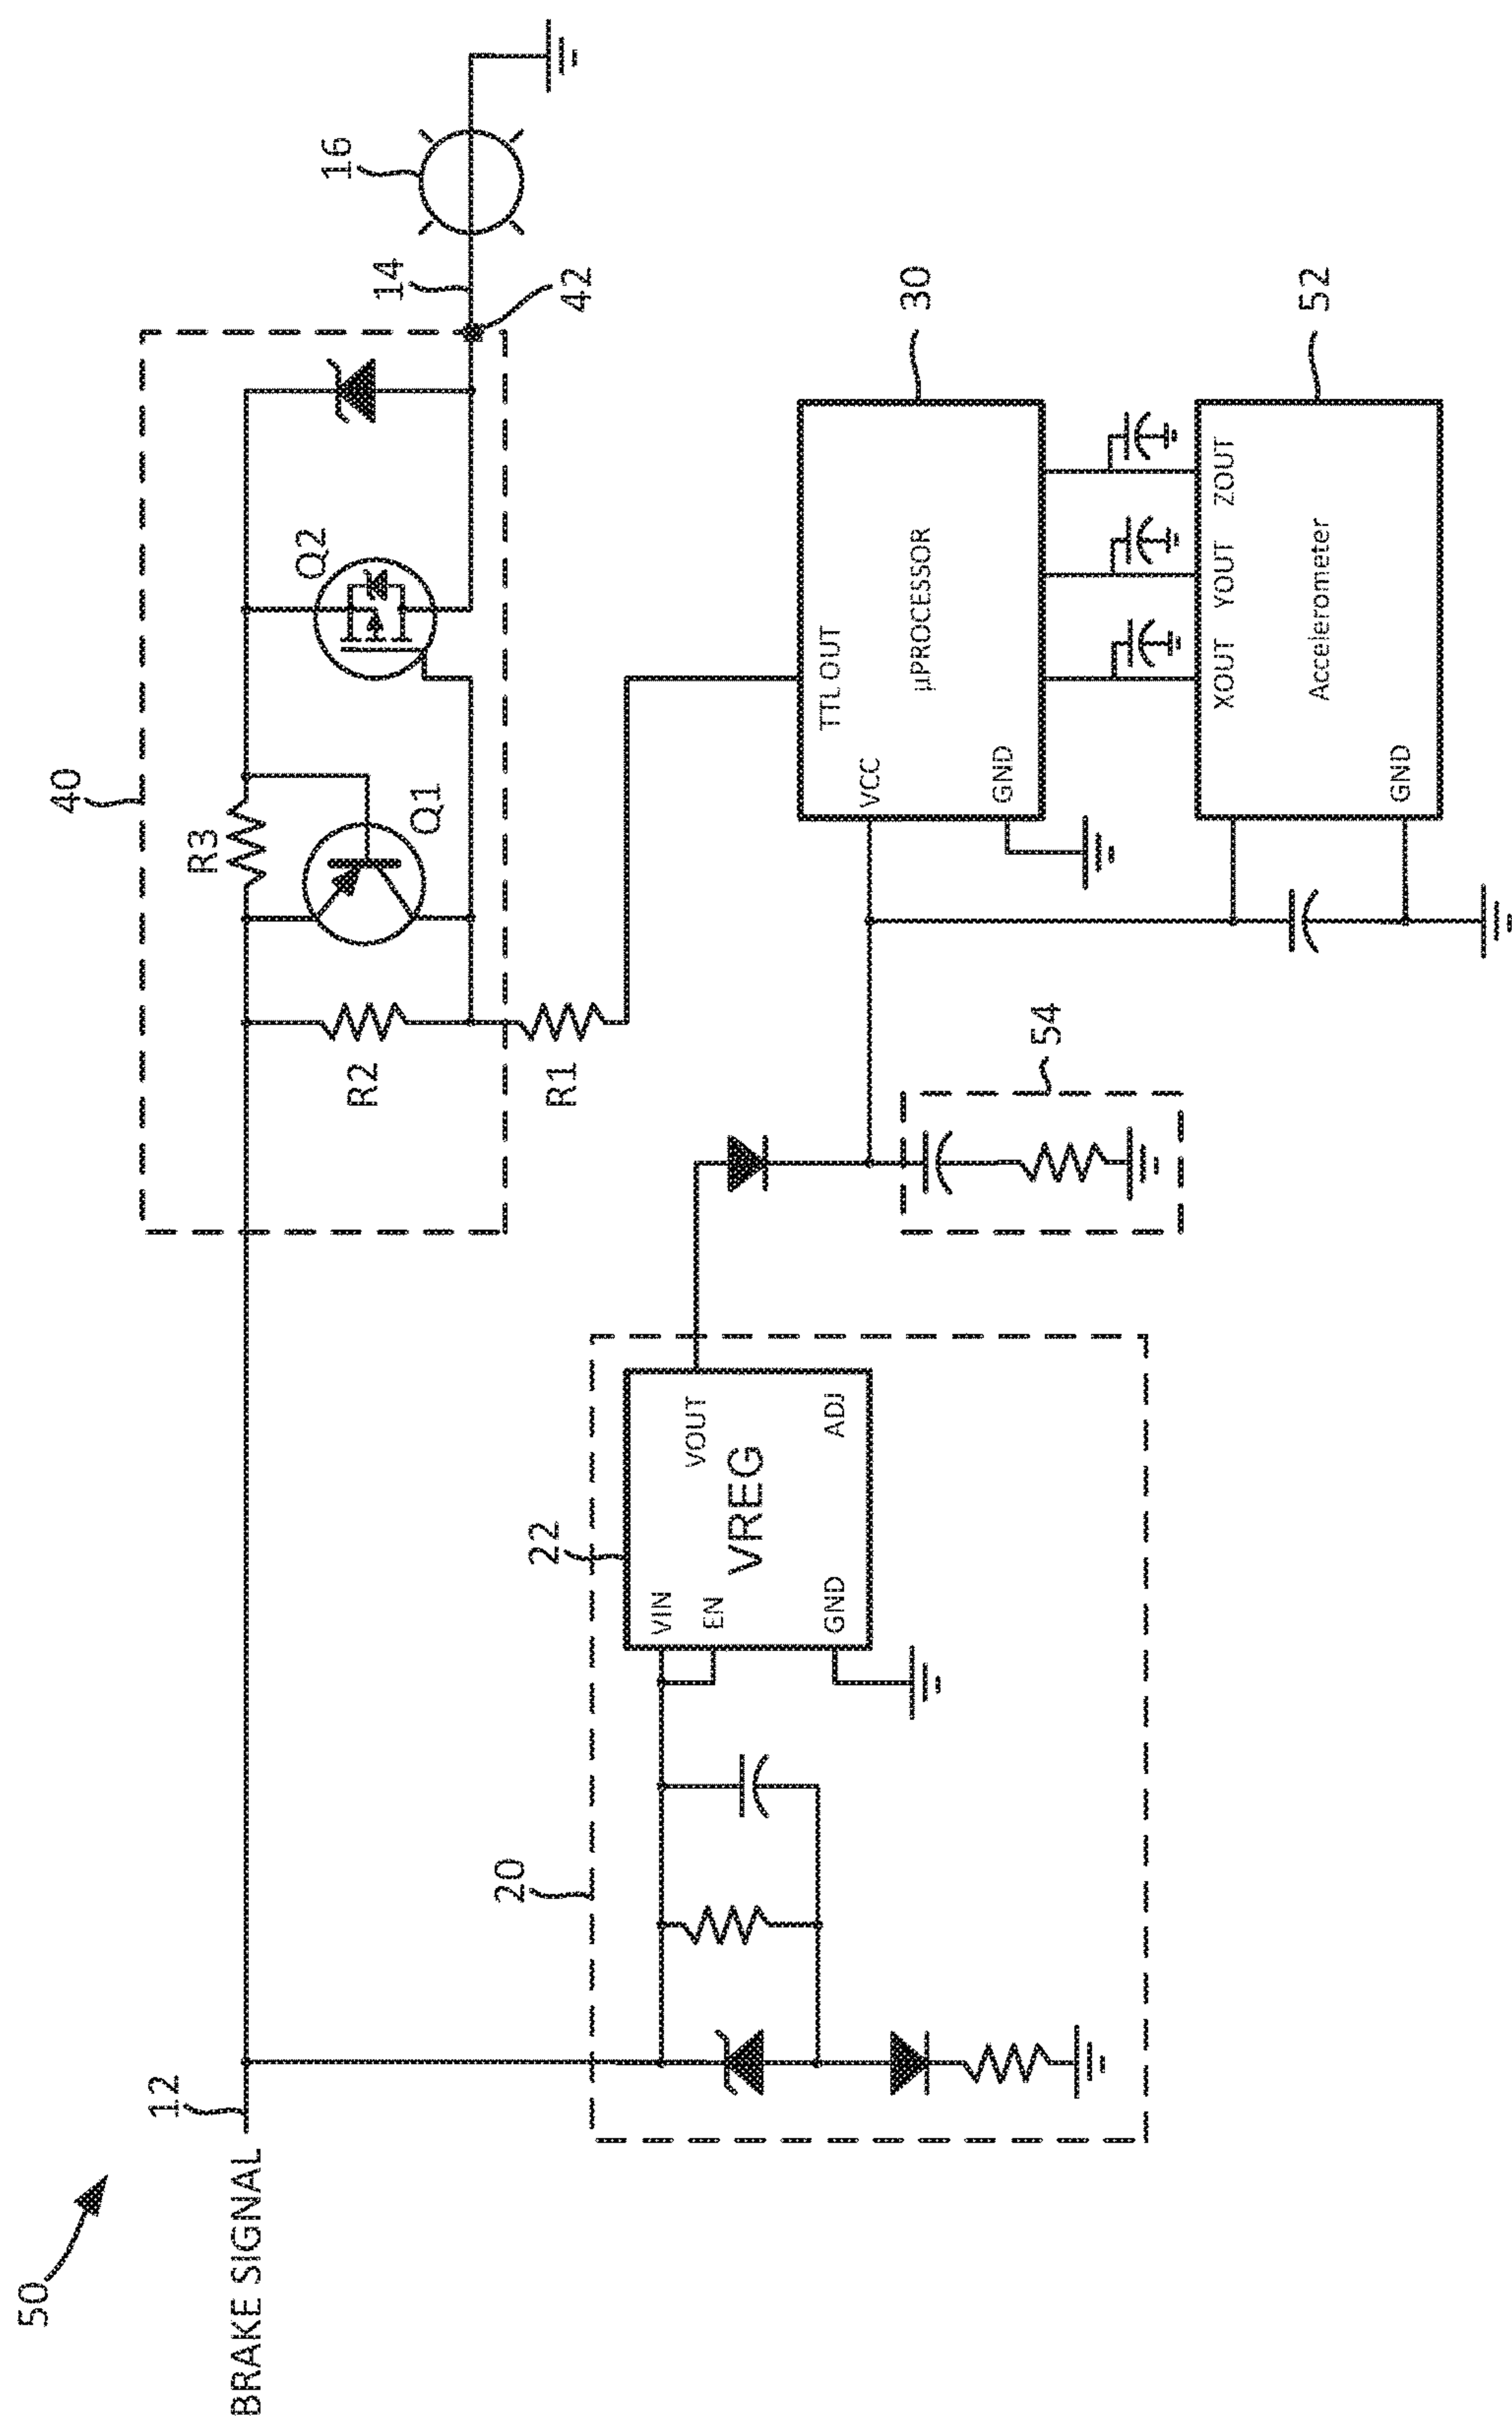 50
BRAKE SIGNAL
12
40
R3
Q1
Q2
R2
R1
14
42
16
20
22
VIN
EN
GND
VREG
VOUT
ADJ
54
30
TTL OUT
VCC
GND
µPROCESSOR
52
XOUT YOUT ZOUT
Accelerometer
GND